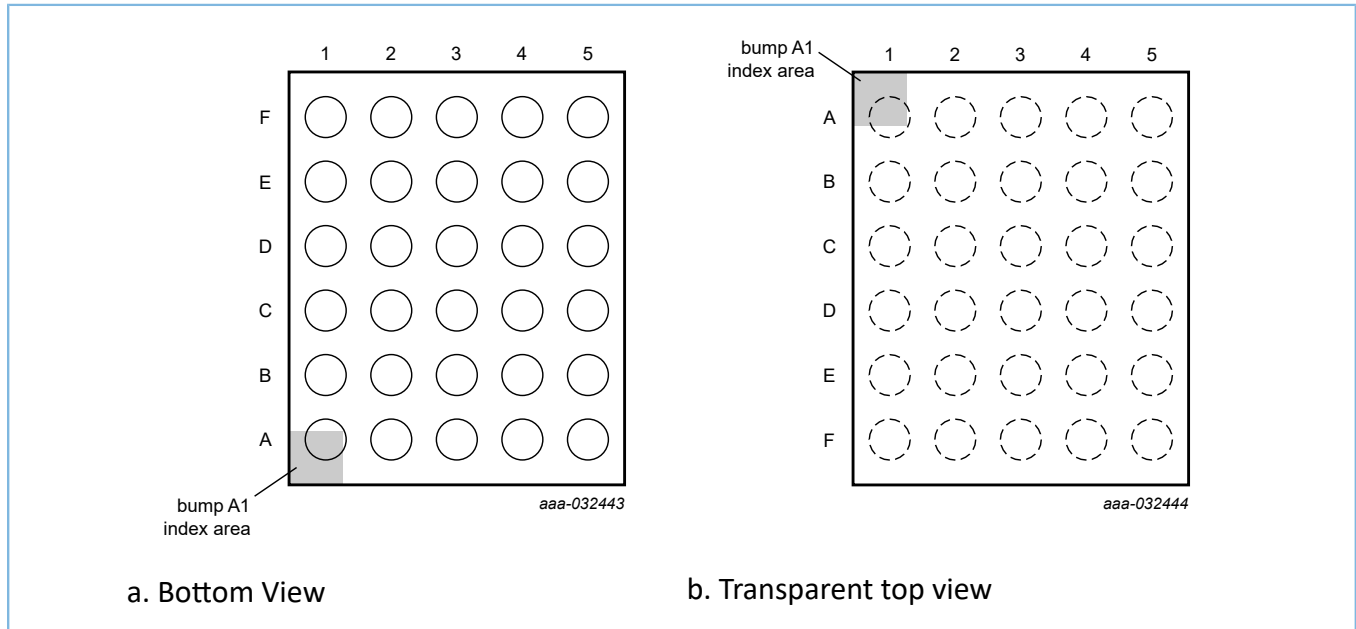 1 2 3 4 5
F
E
D
C
B
A
bump A1
index area
aaa-032443
a. Bottom View
bump A1
index area
1 2 3 4 5
A
B
C
D
E
F
aaa-032444
b. Transparent top view